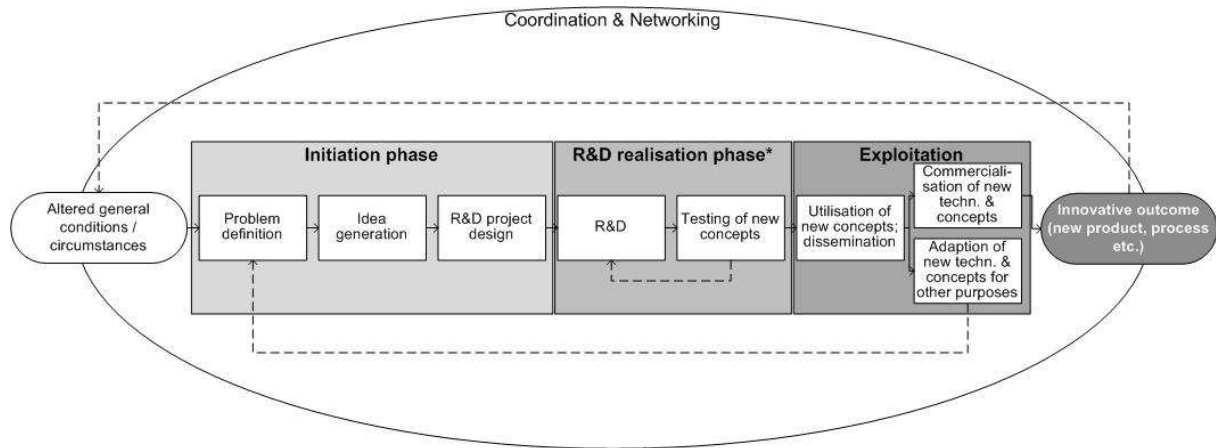 Coordination & Networking
Initiation phase
R&D realisation phase*
Exploitation
Altered general
conditions /
circumstances
Problem
definition
Idea
generation
R&D project
design
R&D
Testing of new
concepts
Utilisation of
new concepts;
dissemination
Commerciali-
sation of new
techn. &
concepts
Adaption of
new techn. &
concepts for
other purposes
Innovative outcome
(new product, process
etc.)